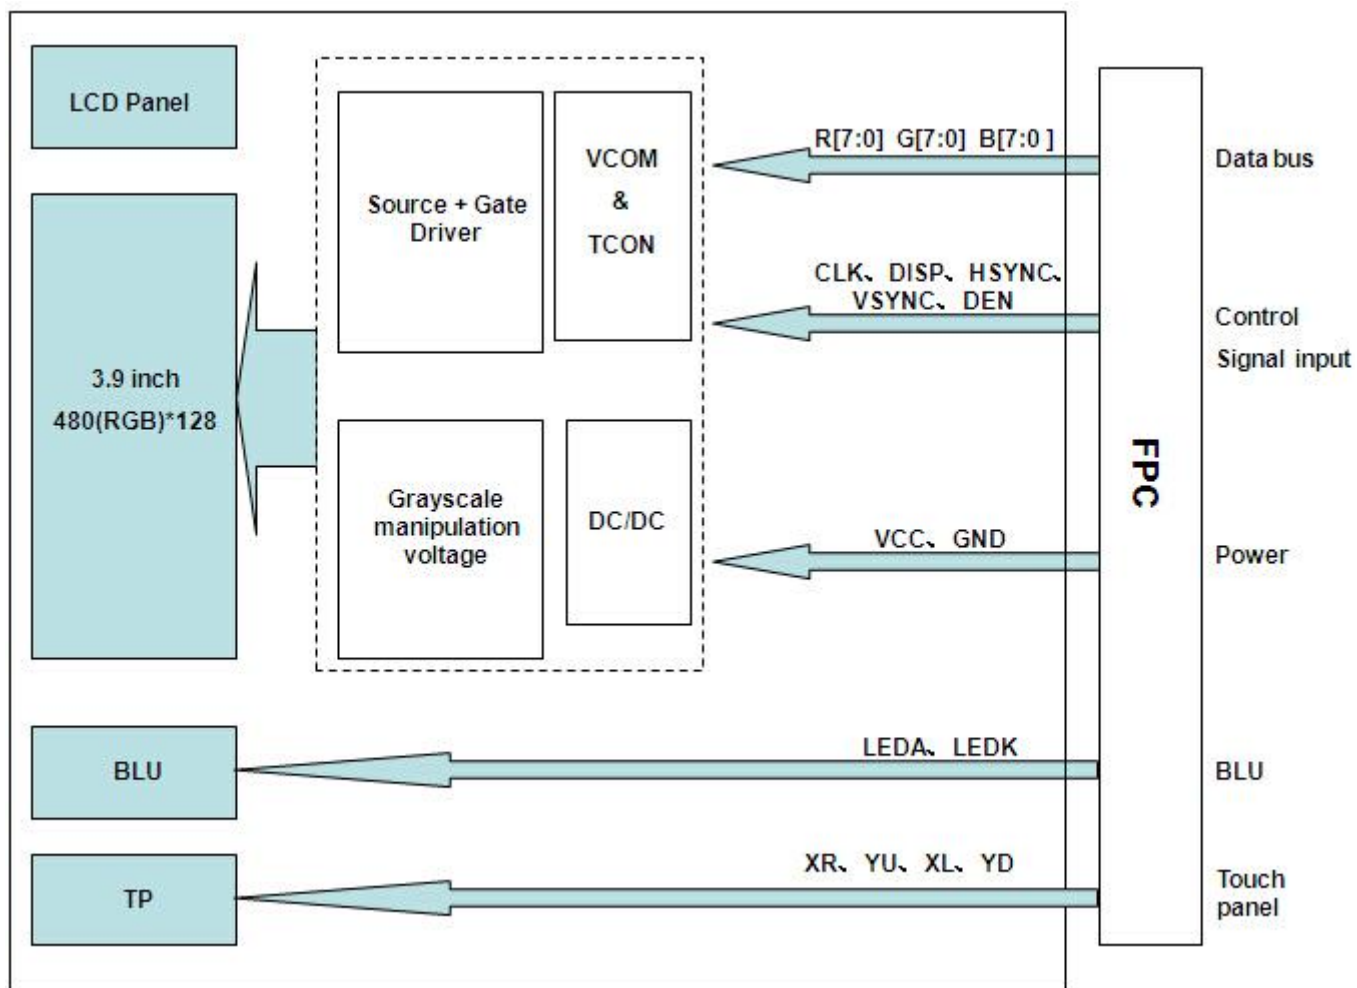 LCD Panel
3.9 inch
480(RGB)*128
Source + Gate
Driver
VCOM
&
TCON
Grayscale
manipulation
voltage
DC/DC
R[7:0] G[7:0] B[7:0 ]
CLK、DISP、HSYNC、
VSYNC、DEN
VCC、GND
LEDA、LEDK
XR、YU、XL、YD
BLU
TP
FPC
Data bus
Control
Signal input
Power
BLU
Touch
panel